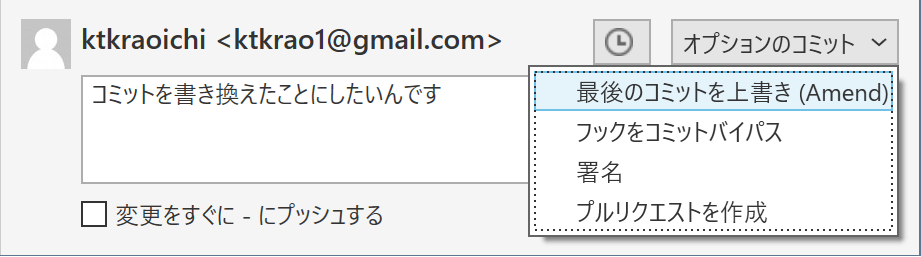 ktkraoichi <ktkrao1@gmail.com>
オプションのコミット
コミットを書き換えたことにしたいんです
最後のコミットを上書き (Amend)
フックをコミットバイパス
署名
プルリクエストを作成
変更をすぐに - にプッシュする